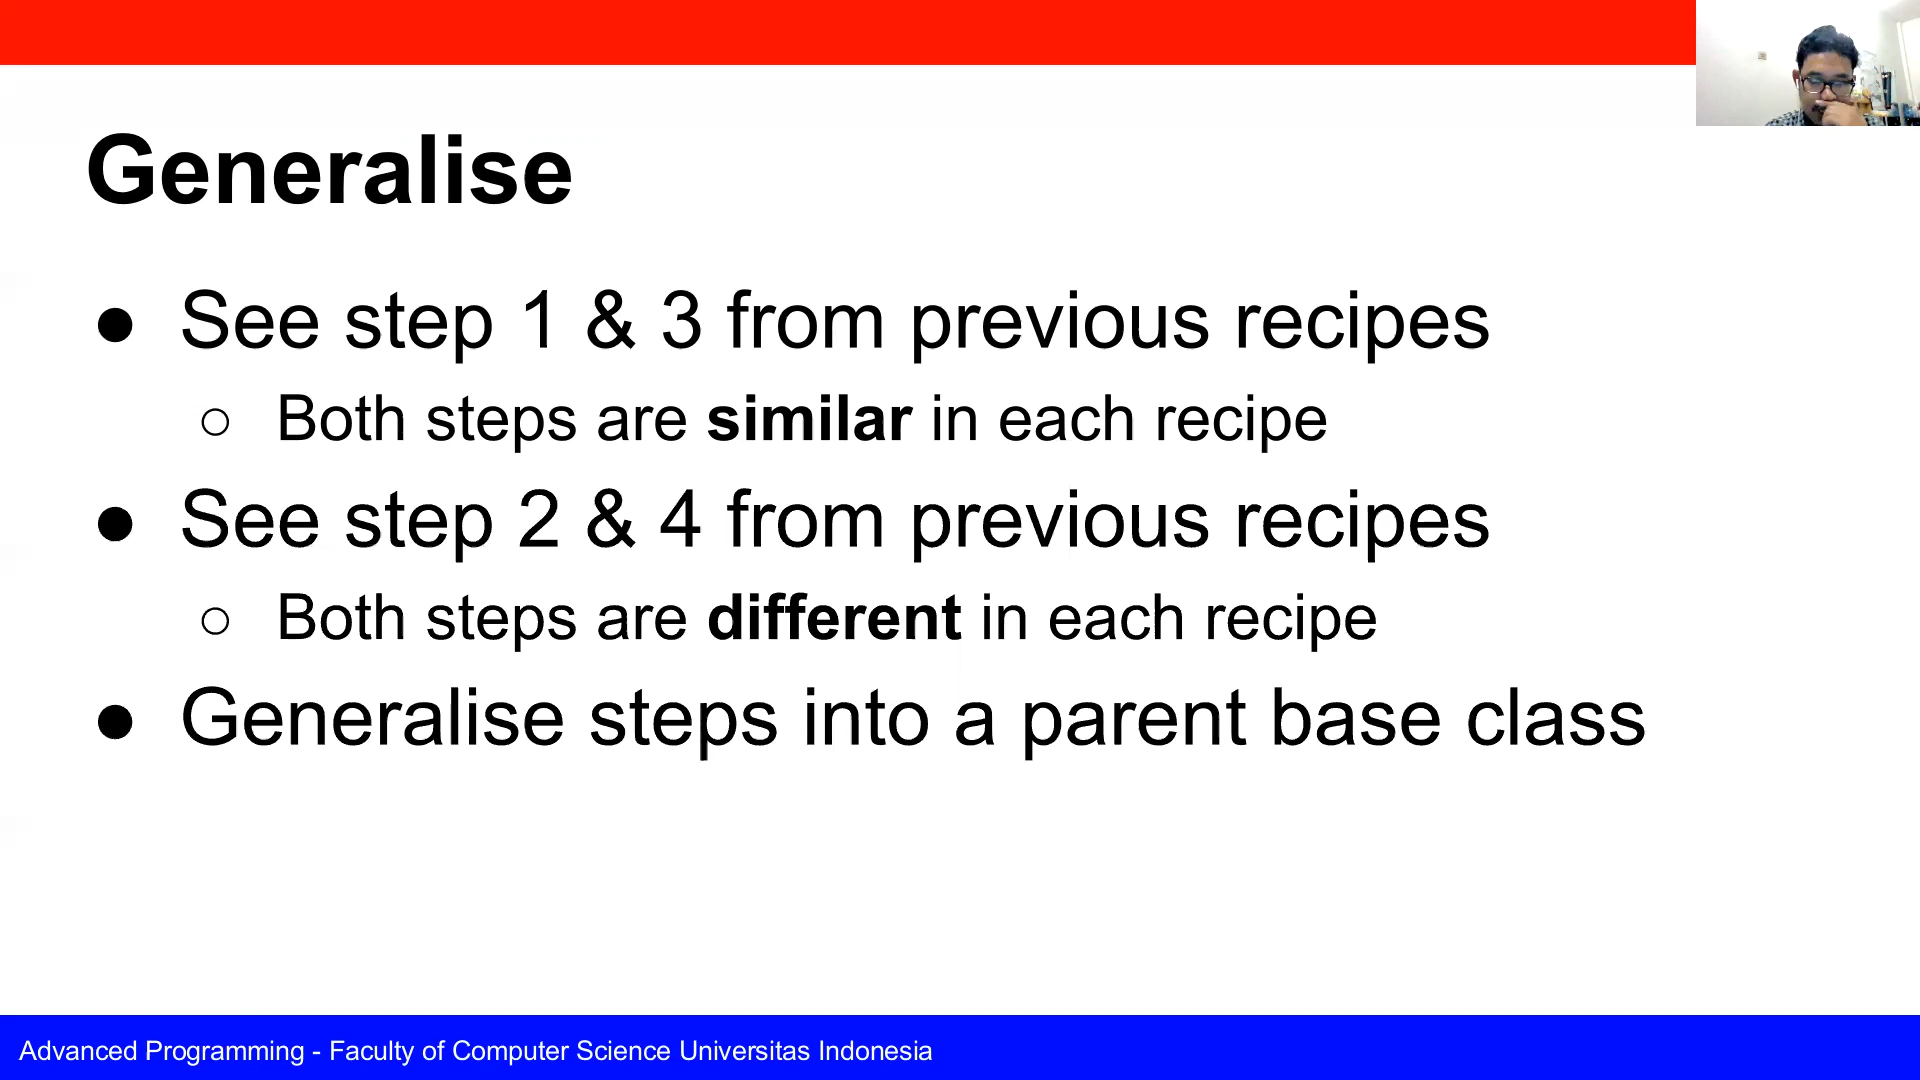 Generalise
● See step 1 & 3 from previous recipes
○ Both steps are similar in each recipe
● See step 2 & 4 from previous recipes
○ Both steps are different in each recipe
● Generalise steps into a parent base class
Advanced Programming - Faculty of Computer Science Universitas Indonesia